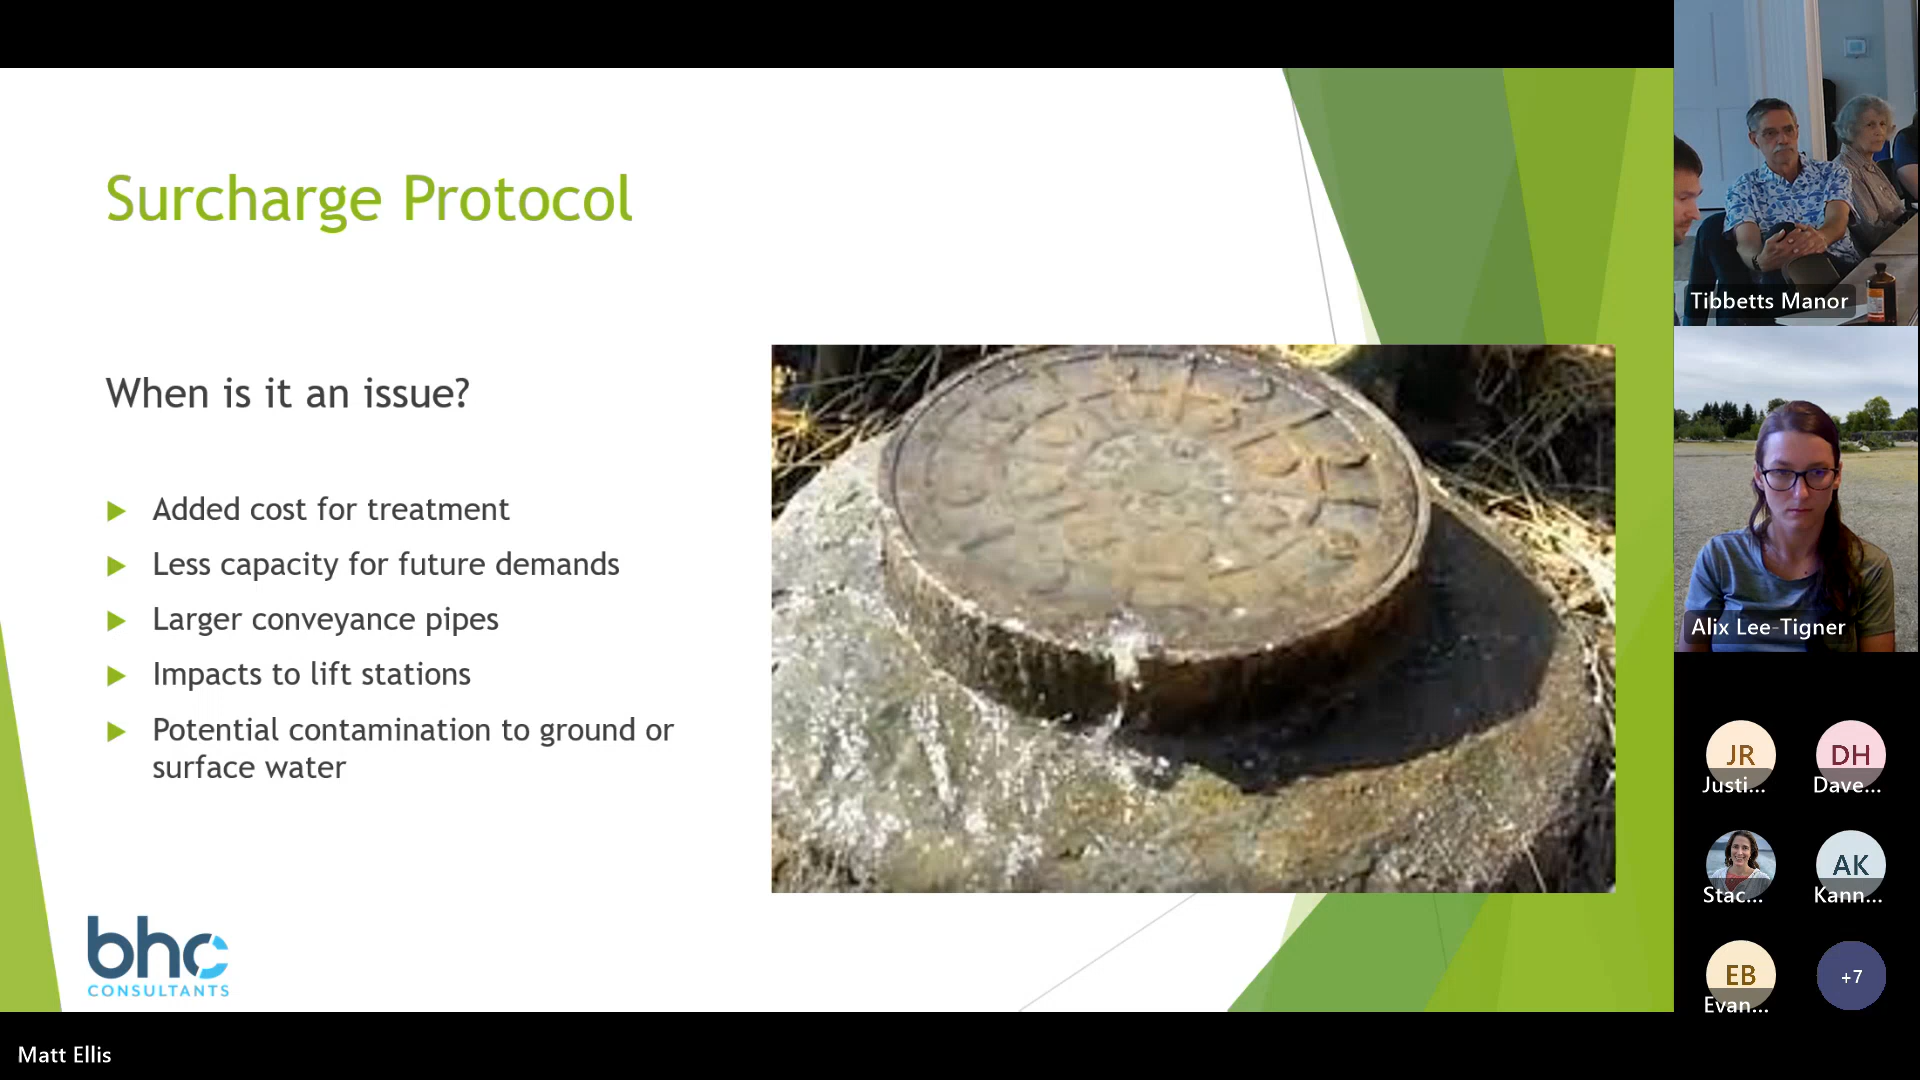 Surcharge Protocol
When is it an issue?
Added cost for treatment
Less capacity for future demands
Larger conveyance pipes
Impacts to lift stations
Potential contamination to ground or
surface water
bhc
CONSULTANTS
Matt Ellis
Tibbetts Manor
Alix Lee-Tigner
JR
Justi...
DH
Dave...
Stac...
AK
Kann...
EB
Evan...
+7